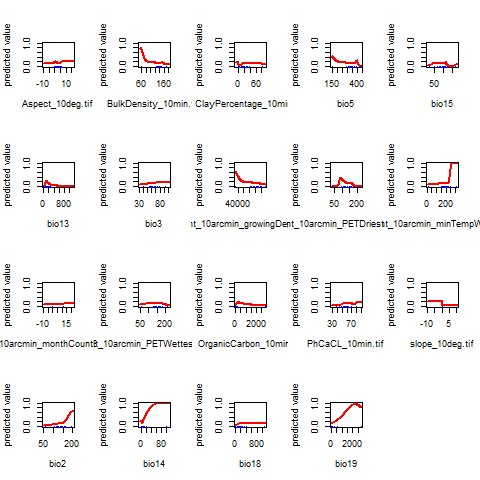 predicted value
0.0 1.0
-10 10
Aspect_10deg.tif
predicted value
0.0 1.0
60 160
BulkDensity_10min.
predicted value
0.0 1.0
0 60
ClayPercentage_10mi
predicted value
0.0 1.0
150 400
bio5
predicted value
0.0 1.0
50
bio15
predicted value
0.0 1.0
0 800
bio13
predicted value
0.0 1.0
30 80
bio3
predicted value
0.0 1.0
40000
10arcmin_growingDe
predicted value
0.0 1.0
50 200
10arcmin_PETDries
predicted value
0.0 1.0
0 200
10arcmin_minTempW
predicted value
0.0 1.0
-10 15
10arcmin_monthCount
predicted value
0.0 1.0
50 200
10arcmin_PETWettes
predicted value
0.0 1.0
0 2000
OrganicCarbon_10mir
predicted value
0.0 1.0
30 70
PhCaCL_10min.tif
predicted value
0.0 1.0
-10 5
slope_10deg.tif
predicted value
0.0 1.0
50 200
bio2
predicted value
0.0 1.0
0 80
bio14
predicted value
0.0 1.0
0 800
bio18
predicted value
0.0 1.0
0 2000
bio19